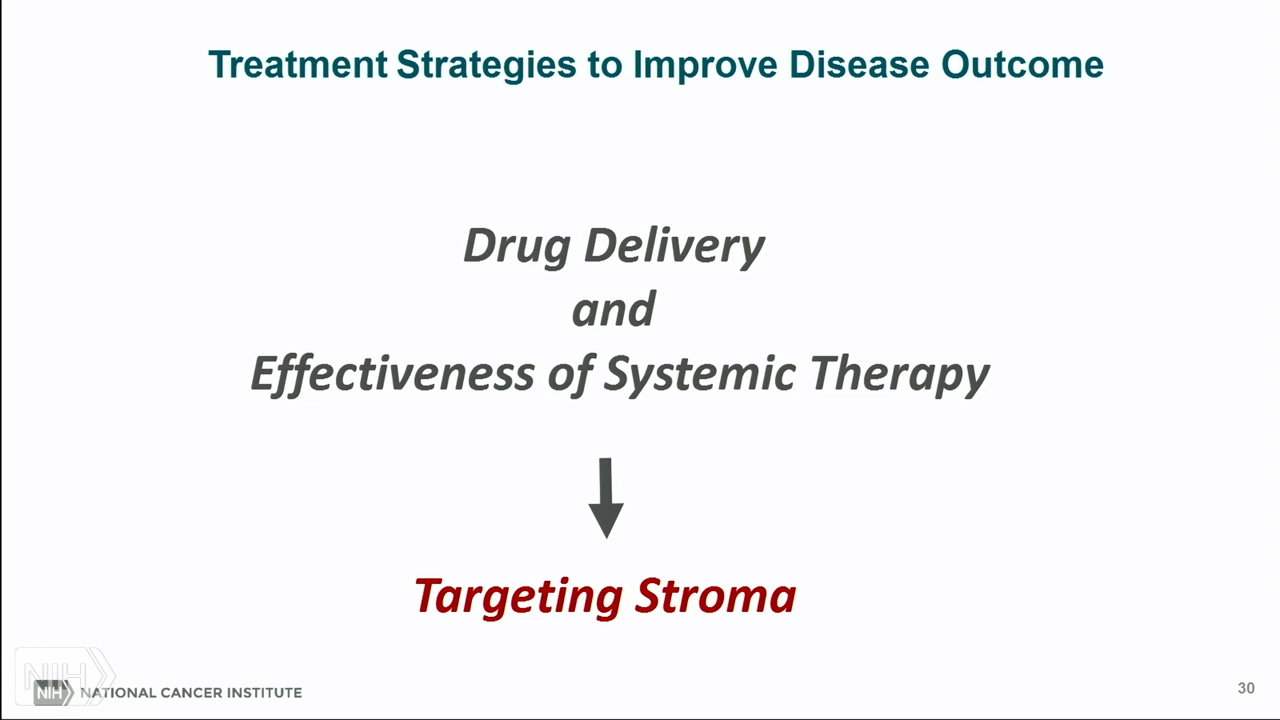 Treatment Strategies to Improve Disease Outcome
Drug Delivery
and
Effectiveness of Systemic Therapy
Targeting Stroma
NIH
NIH NATIONAL CANCER INSTITUTE
30